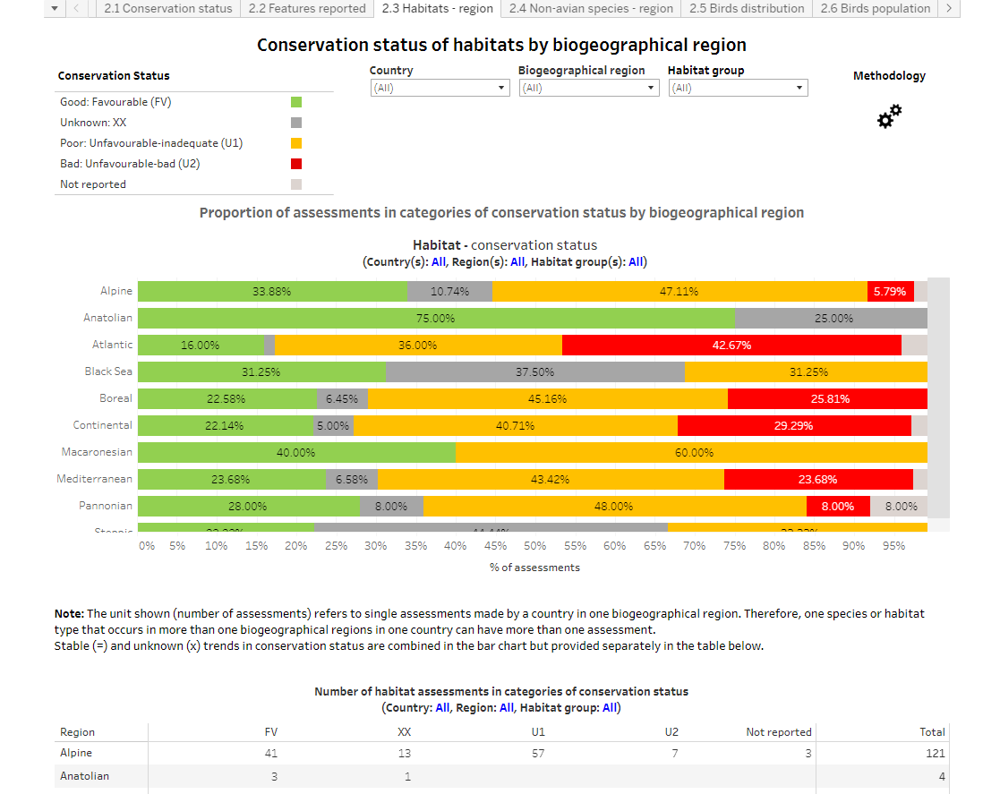 2.1 Conservation status 2.2 Features reported 2.3 Habitats - region 2.4 Non-avian species - region 2.5 Birds distribution 2.6 Birds population
Conservation status of habitats by biogeographical region
Conservation Status
Country Biogeographical region Habitat group
Methodology
(All) (All) (All)
Good: Favourable (FV)
Unknown: XX
Poor: Unfavourable-inadequate (U1)
Bad: Unfavourable-bad (U2)
Not reported
Proportion of assessments in categories of conservation status by biogeographical region
Habitat - conservation status
(Country(s): All, Region(s): All, Habitat group(s): All)
Alpine 33.88% 10.74% 47.11% 5.79%
Anatolian 75.00% 25.00%
Atlantic 16.00% 36.00% 42.67%
Black Sea 31.25% 37.50% 31.25%
Boreal 22.58% 6.45% 45.16% 25.81%
Continental 22.14% 5.00% 40.71% 29.29%
Macaronesian 40.00% 60.00%
Mediterranean 23.68% 6.58% 43.42% 23.68%
Pannonian 28.00% 8.00% 48.00% 8.00% 8.00%
0% 5% 10% 15% 20% 25% 30% 35% 40% 45% 50% 55% 60% 65% 70% 75% 80% 85% 90% 95%
% of assessments
Note: The unit shown (number of assessments) refers to single assessments made by a country in one biogeographical region. Therefore, one species or habitat
type that occurs in more than one biogeographical regions in one country can have more than one assessment.
Stable (=) and unknown (x) trends in conservation status are combined in the bar chart but provided separately in the table below.
Number of habitat assessments in categories of conservation status
(Country: All, Region: All, Habitat group: All)
Region FV XX U1 U2 Not reported Total
Alpine 41 13 57 7 3 121
Anatolian 3 1 4